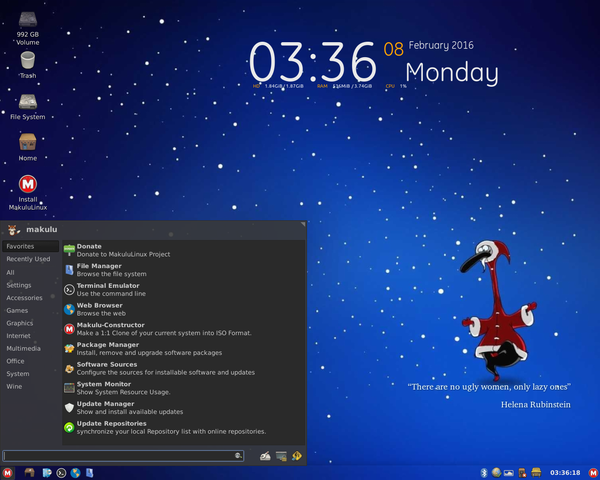 992 GB
Volume
Trash
File System
Home
Install
MakuluLinux
03:36
08
February 2016
Monday
HD 1.84GiB / 1.87GiB RAM 336MiB / 3.74GiB CPU 1%
makulu
Favorites
Recently Used
All
Settings
Accessories
Games
Graphics
Internet
Multimedia
Office
System
Wine
Donate
Donate to MakuluLinux Project
File Manager
Browse the file system
Terminal Emulator
Use the command line
Web Browser
Browse the web
Makulu-Constructor
Make a 1:1 Clone of your current system into ISO Format.
Package Manager
Install, remove and upgrade software packages
Software Sources
Configure the sources for installable software and updates
System Monitor
Show System Resource Usage.
Update Manager
Show and install available updates
Update Repositories
synchronize your local Repository list with online repositories.
“There are no ugly women, only lazy ones”
Helena Rubinstein
03:36:18